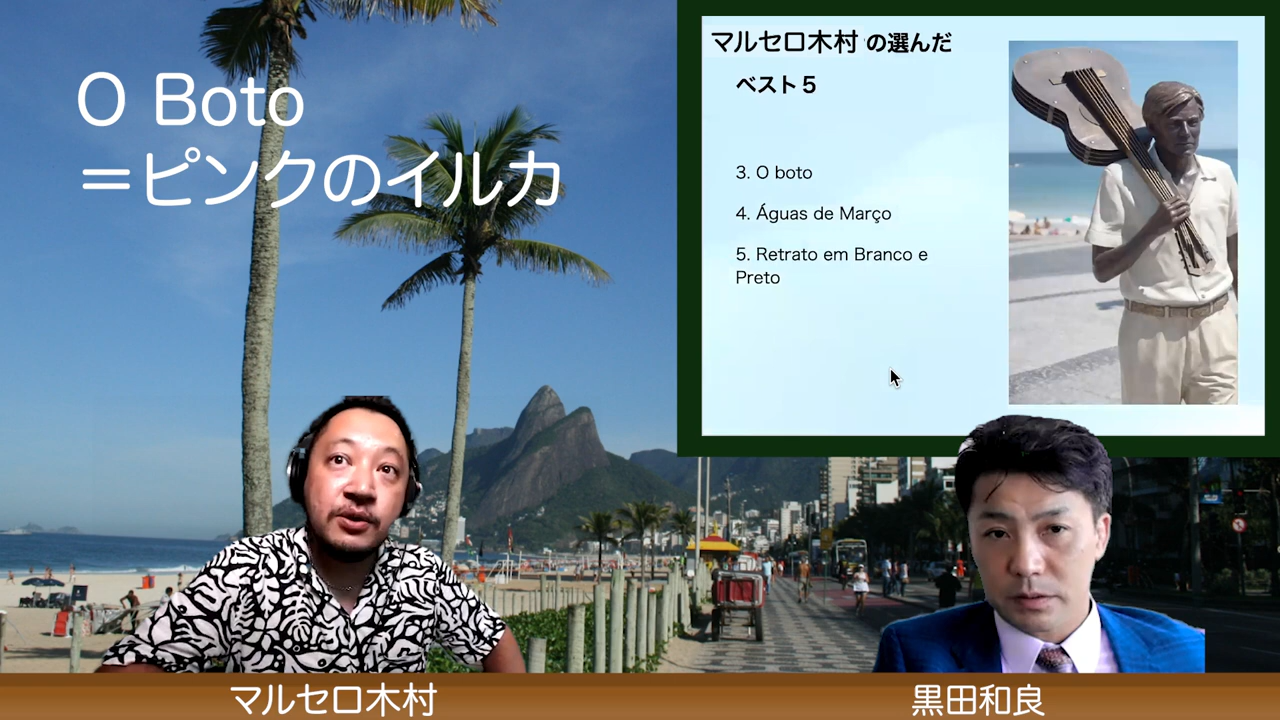 O Boto
=ピンクのイルカ
マルセロ木村 の選んだ
ベスト5
3. O boto
4. Águas de Março
5. Retrato em Branco e
Preto
マルセロ木村
黒田和良